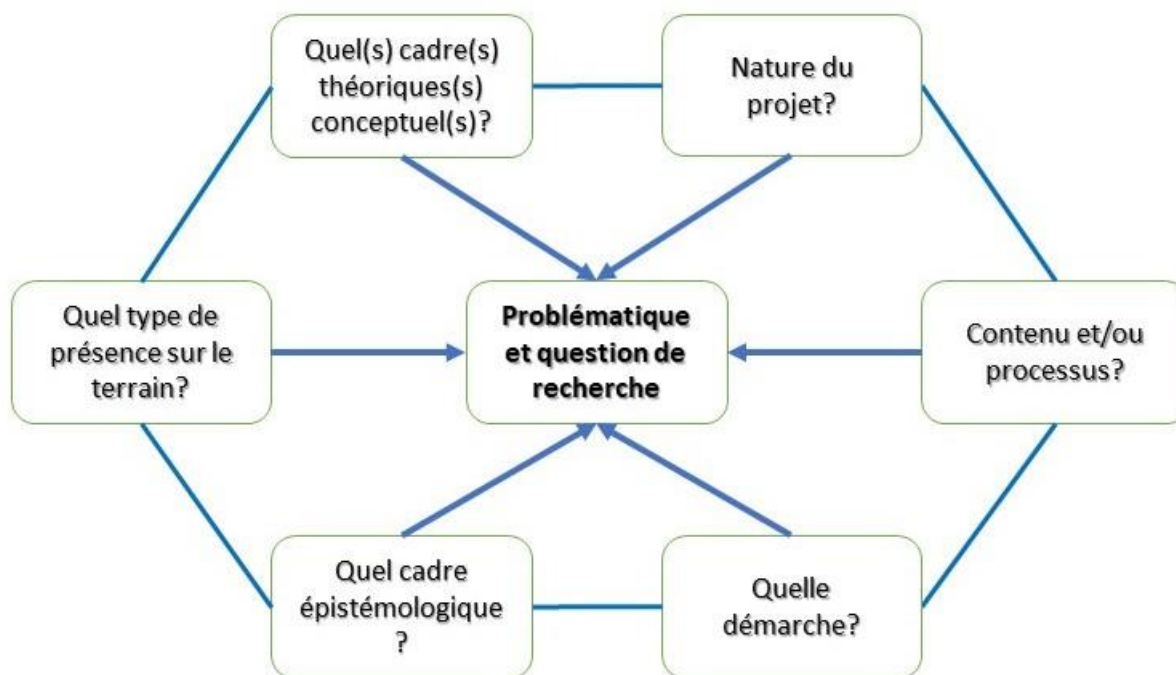 Quel(s) cadre(s)
théoriques(s)
conceptuel(s)?
Nature du
projet?
Quel type de
présence sur le
terrain?
Problématique
et question de
recherche
Contenu et/ou
processus?
Quel cadre
épistémologique
?
Quelle
démarche?